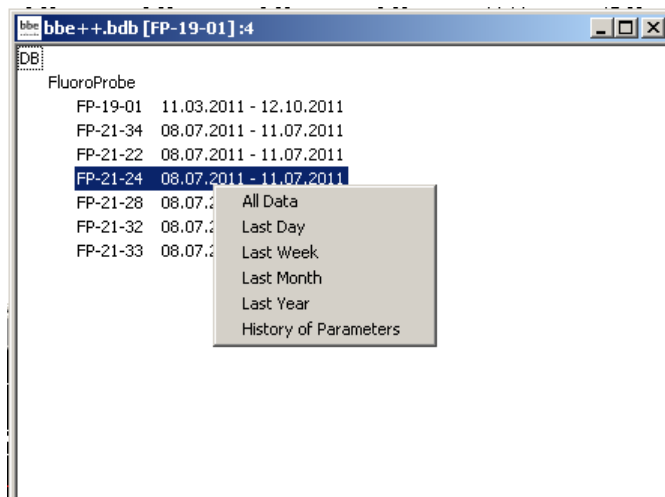 bbe bbe++.bdb [FP-19-01] :4
DB
FluoroProbe
FP-19-01 11.03.2011 - 12.10.2011
FP-21-34 08.07.2011 - 11.07.2011
FP-21-22 08.07.2011 - 11.07.2011
FP-21-24 08.07.2011 - 11.07.2011
FP-21-28 08.07.
FP-21-32 08.07.
FP-21-33 08.07.
All Data
Last Day
Last Week
Last Month
Last Year
History of Parameters